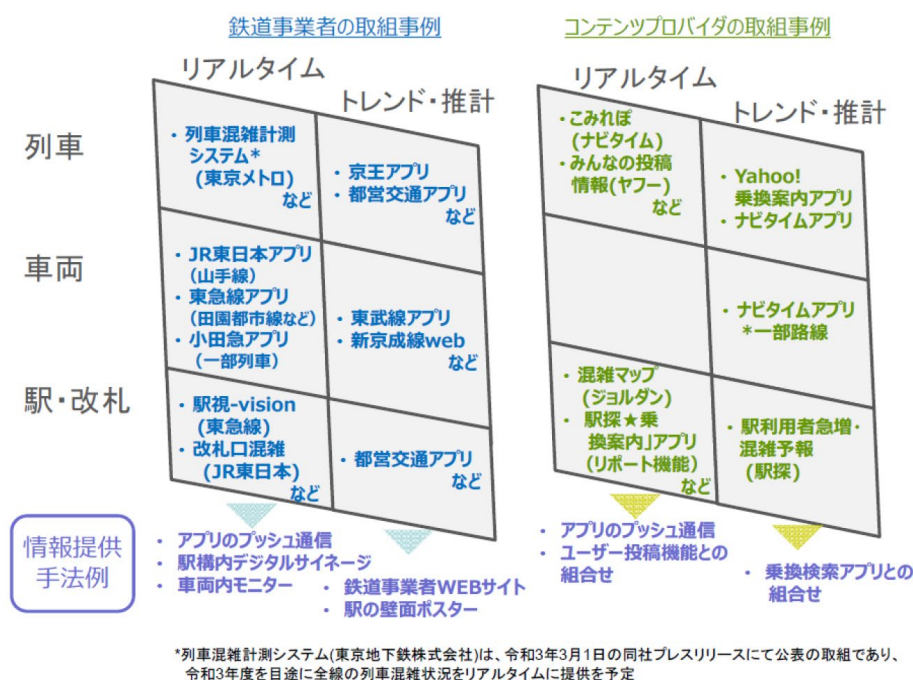 鉄道事業者の取組事例
リアルタイム
トレンド・推計
列車
・ 列車混雑計測
システム*
(東京メトロ)
など
・ 京王アプリ
・ 都営交通アプリ
など
車両
・ JR東日本アプリ
(山手線)
・ 東急線アプリ
(田園都市線など)
・ 小田急アプリ
(一部列車)
・ 東武線アプリ
・ 新京成線web
など
駅・改札
・ 駅視-vision
(東急線)
・ 改札口混雑
(JR東日本)
など
・ 都営交通アプリ
など
コンテンツプロバイダの取組事例
リアルタイム
トレンド・推計
・こみれぽ
(ナビタイム)
・みんなの投稿
情報(ヤフー)
など
・ Yahoo!
乗換案内アプリ
・ ナビタイムアプリ
・ ナビタイムアプリ
*一部路線
・ 混雑マップ
(ジョルダン)
・ 駅探★乗
換案内」アプリ
(リポート機能)
など
・ 駅利用者急増・
混雑予報
(駅探)
情報提供
手法例
・ アプリのプッシュ通信
・ 駅構内デジタルサイネージ
・ 車両内モニター
・ 鉄道事業者WEBサイト
・ 駅の壁面ポスター
・ アプリのプッシュ通信
・ ユーザー投稿機能との
組合せ
・ 乗換検索アプリとの
組合せ
*列車混雑計測システム(東京地下鉄株式会社)は、令和3年3月1日の同社プレスリリースにて公表の取組であり、
令和3年度を目途に全線の列車混雑状況をリアルタイムに提供を予定